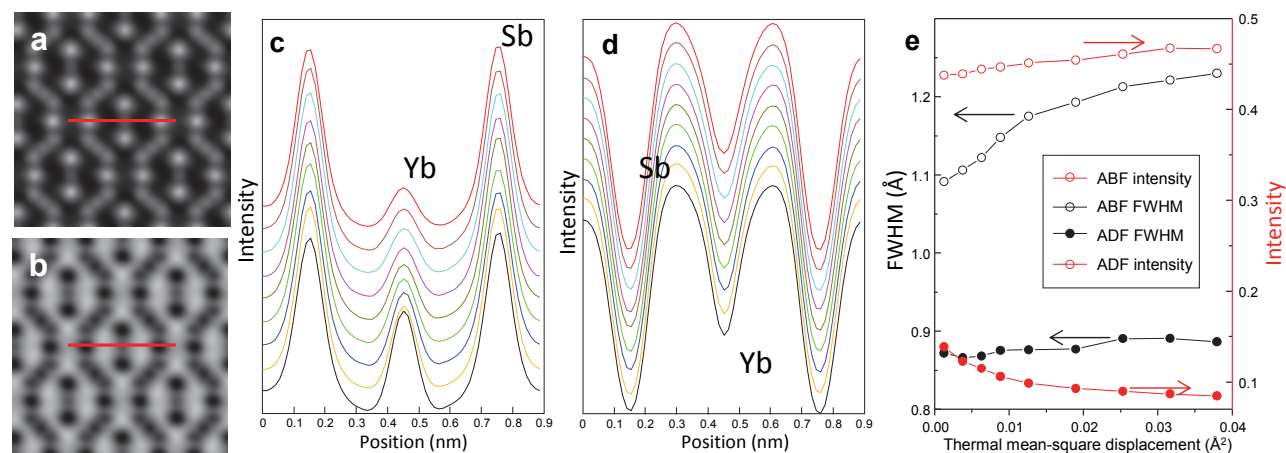 a
b
c
Sb
Yb
Intensity
0 0.1 0.2 0.3 0.4 0.5 0.6 0.7 0.8 0.9
Position (nm)
d
Sb
Yb
Intensity
0 0.1 0.2 0.3 0.4 0.5 0.6 0.7 0.8 0.9
Position (nm)
e
FWHM (Å)
1.2
1.1
1.0
0.9
0.8
0.5
0.4
0.3
0.2
0.1
Intensity
ABF intensity
ABF FWHM
ADF FWHM
ADF intensity
0.00 0.01 0.02 0.03 0.04
Thermal mean-square displacement (Å²)